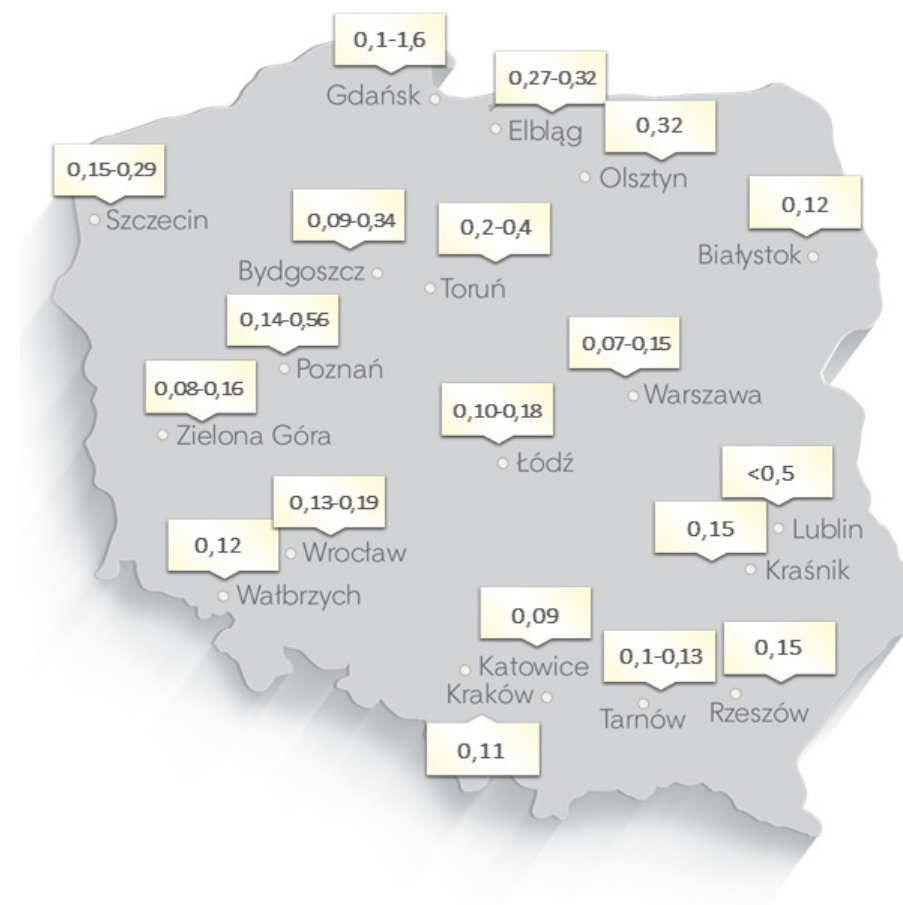 0,1-1,6
Gdańsk
0,27-0,32
Elbląg
0,32
Olsztyn
0,15-0,29
Szczecin
0,12
Białystok
0,09-0,34
Bydgoszcz
0,2-0,4
Toruń
0,14-0,56
Poznań
0,07-0,15
Warszawa
0,08-0,16
Zielona Góra
0,10-0,18
Łódź
<0,5
Lublin
0,13-0,19
Wrocław
0,15
Kraśnik
0,12
Wałbrzych
0,09
Katowice
Kraków
0,11
0,1-0,13
Tarnów
0,15
Rzeszów